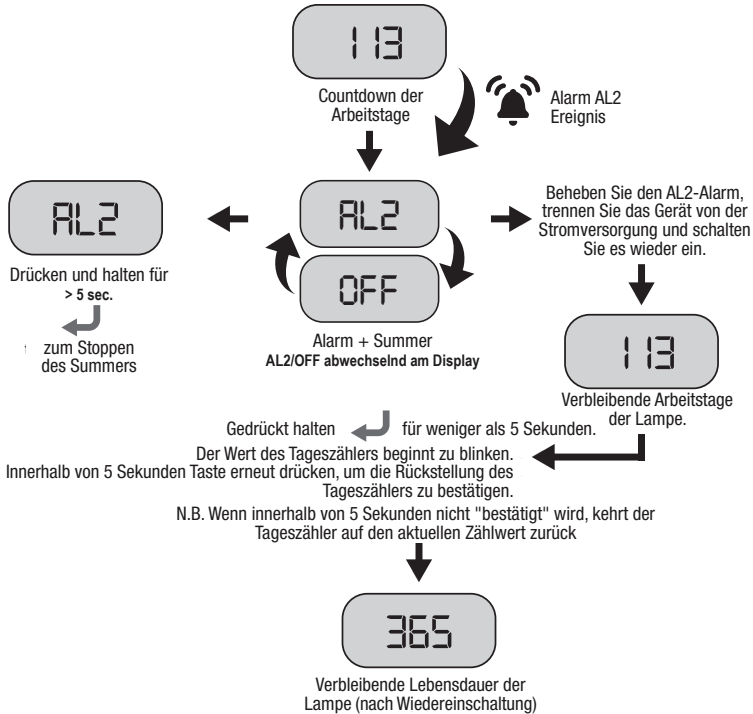 113
Countdown der
Arbeitstage
Alarm AL2
Ereignis
AL2
AL2
OFF
Alarm + Summer
AL2/OFF abwechselnd am Display
Drücken und halten für
> 5 sec.
zum Stoppen
des Summers
Beheben Sie den AL2-Alarm,
trennen Sie das Gerät von der
Stromversorgung und schalten
Sie es wieder ein.
113
Verbleibende Arbeitstage
der Lampe.
Gedrückt halten für weniger als 5 Sekunden.
Der Wert des Tageszählers beginnt zu blinken.
Innerhalb von 5 Sekunden Taste erneut drücken, um die Rückstellung des
Tageszählers zu bestätigen.
N.B. Wenn innerhalb von 5 Sekunden nicht "bestätigt" wird, kehrt der
Tageszähler auf den aktuellen Zählwert zurück
365
Verbleibende Lebensdauer der
Lampe (nach Wiedereinschaltung)